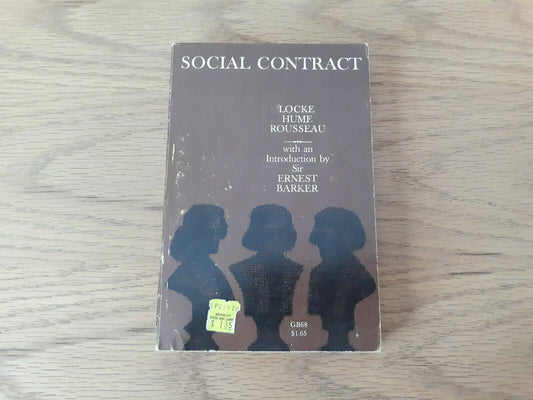 SOCIAL CONTRACT
LOCKE
HUME
ROUSSEAU
with an
Introduction by
Sir
ERNEST
BARKER
$ 1.35
GB68
$1.65